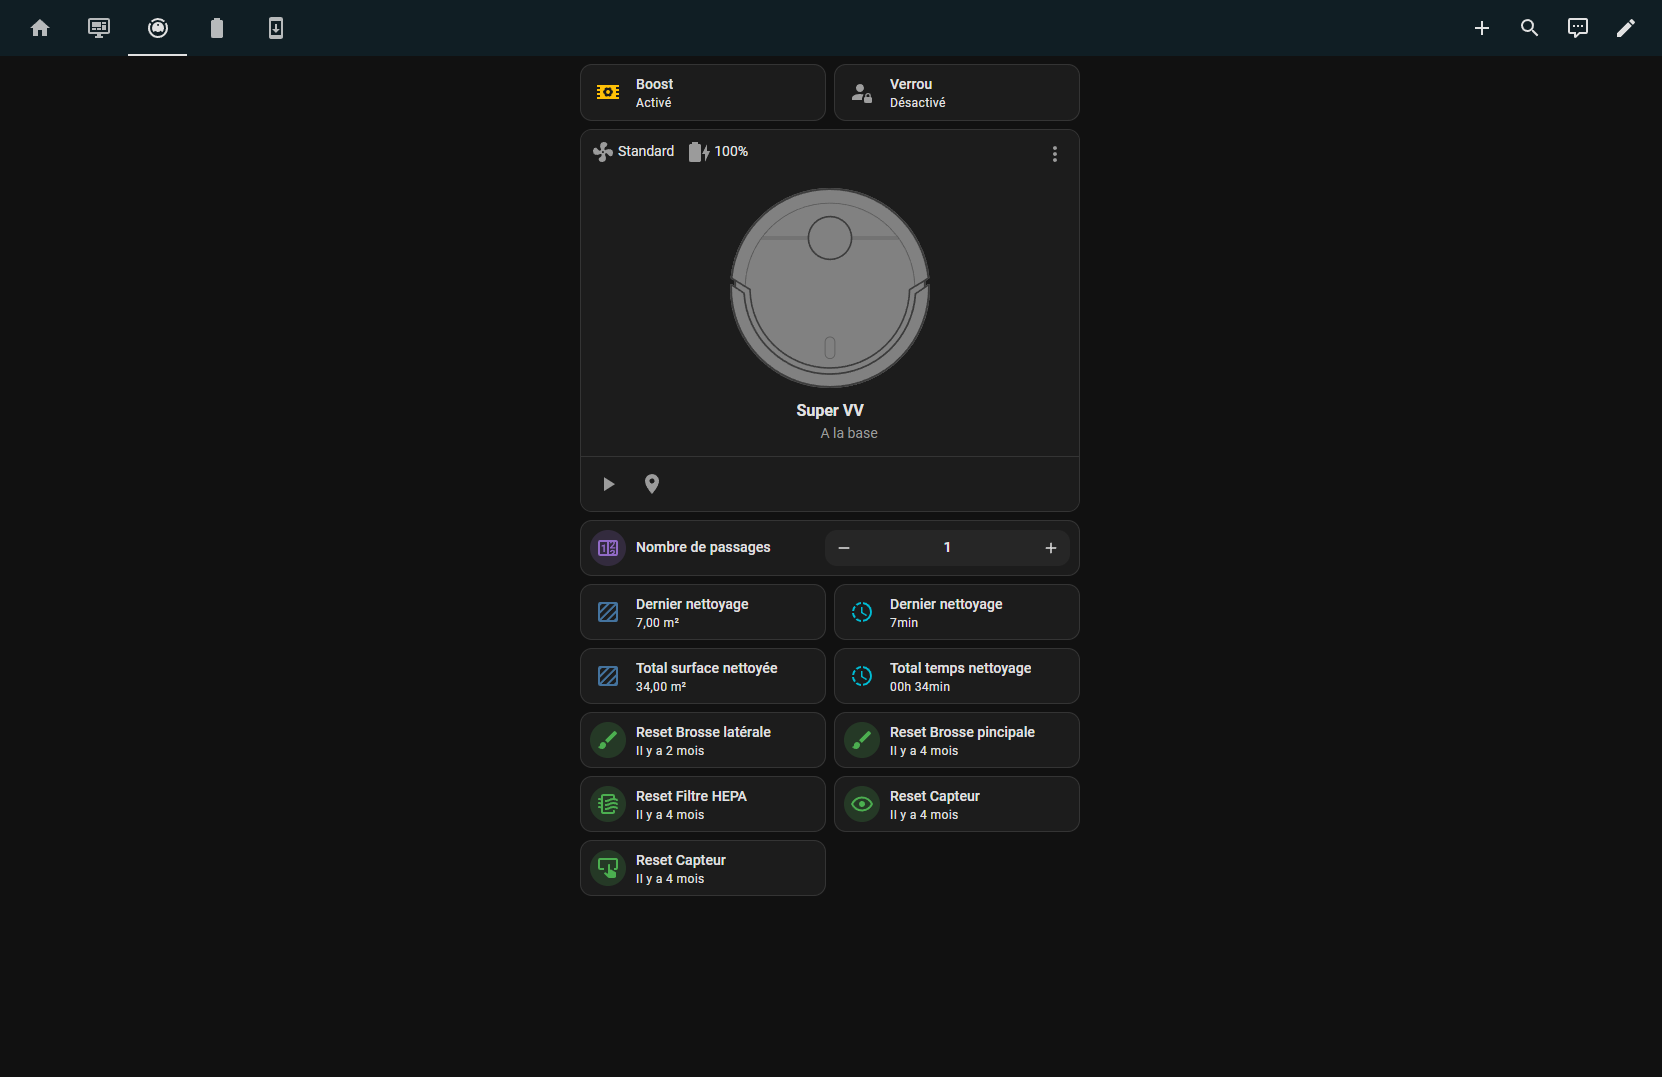 Boost
Activé
Verrou
Désactivé
Standard 100%
Super VV
A la base
Nombre de passages
1
Dernier nettoyage
7,00 m²
Dernier nettoyage
7min
Total surface nettoyée
34,00 m²
Total temps nettoyage
00h 34min
Reset Brosse latérale
Il y a 2 mois
Reset Brosse pincipale
Il y a 4 mois
Reset Filtre HEPA
Il y a 4 mois
Reset Capteur
Il y a 4 mois
Reset Capteur
Il y a 4 mois